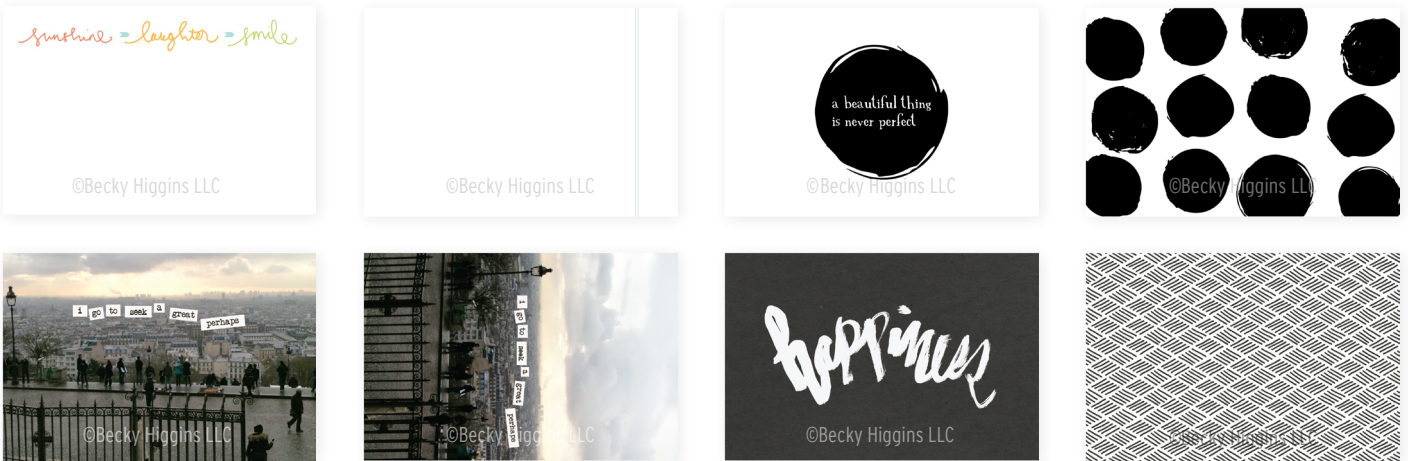 sunshine laughter smile
©Becky Higgins LLC
©Becky Higgins LLC
a beautiful thing
is never perfect
©Becky Higgins LLC
©Becky Higgins LLC
i go to seek a great perhaps
©Becky Higgins LLC
i go to seek a great perhaps
©Becky Higgins LLC
happiness
©Becky Higgins LLC
©Becky Higgins LLC